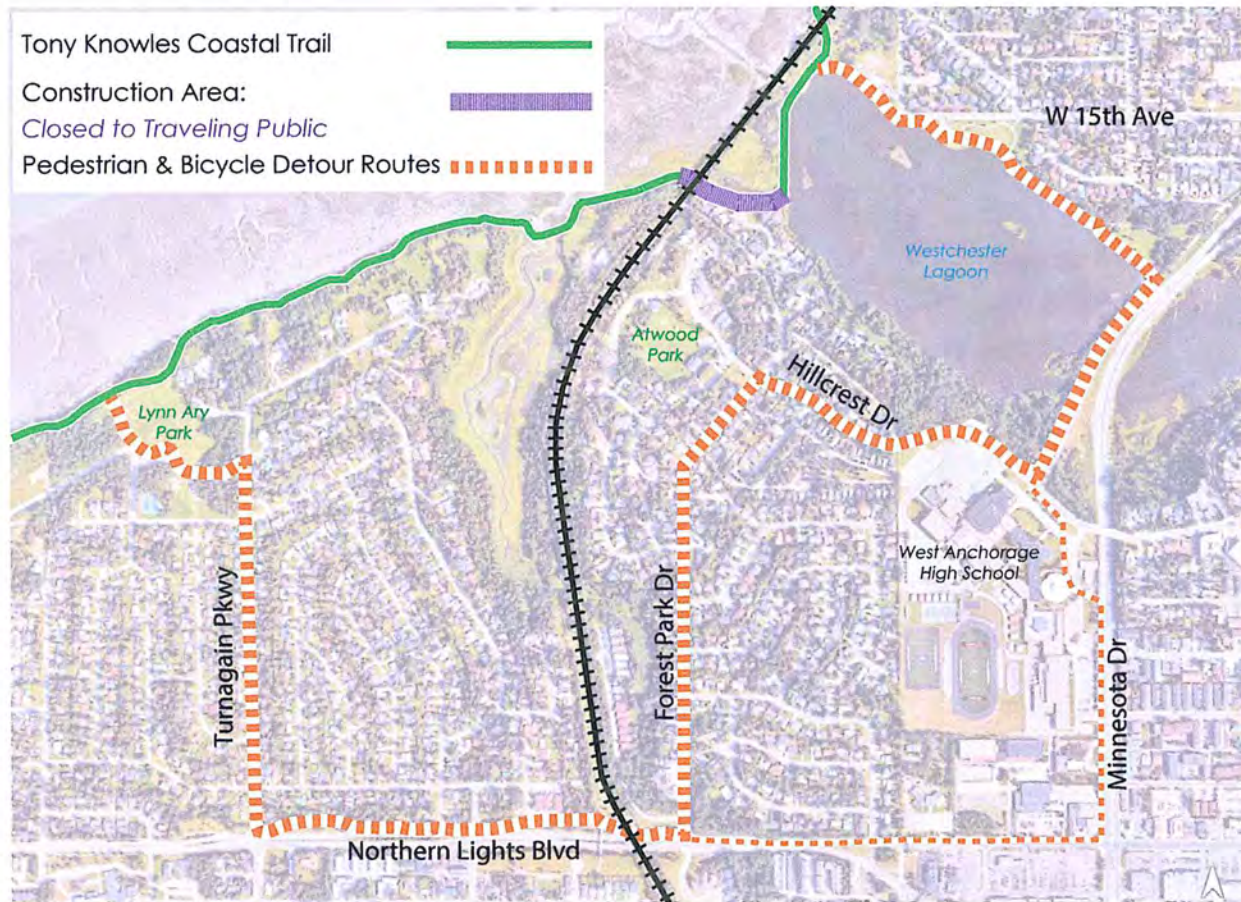 Tony Knowles Coastal Trail
Construction Area:
Closed to Traveling Public
Pedestrian & Bicycle Detour Routes
W 15th Ave
Westchester
Lagoon
Atwood
Park
Hillcrest Dr
Lynn Ary
Park
West Anchorage
High School
Turnagain Pkwy
Forest Park Dr
Minnesota Dr
Northern Lights Blvd